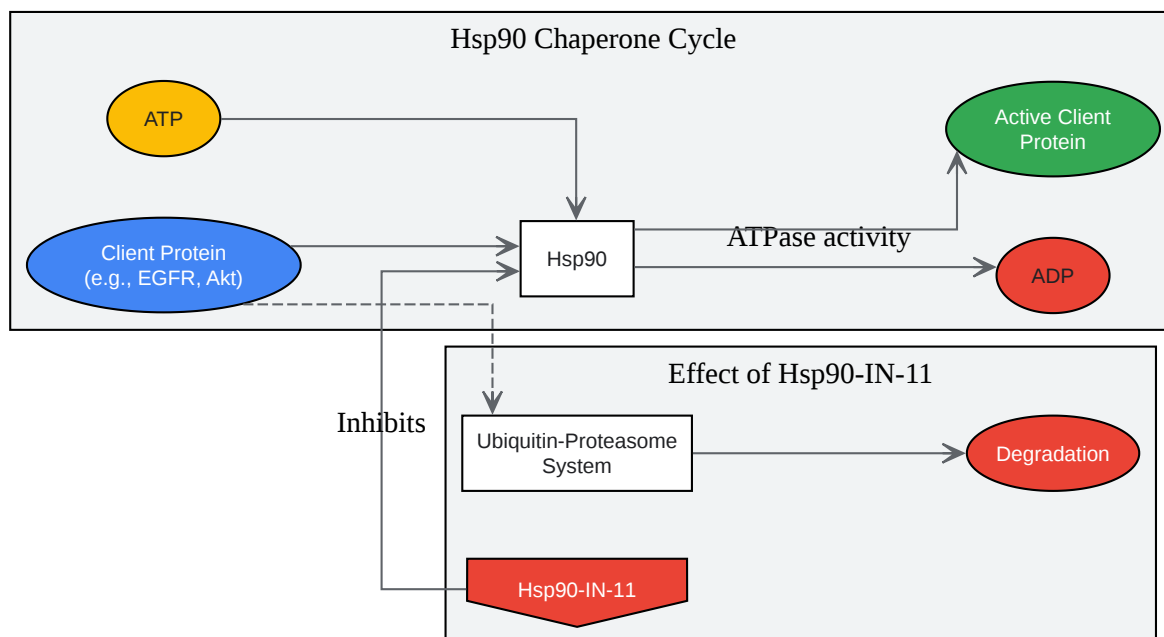 Hsp90 Chaperone Cycle
ATP
Active Client
Protein
Client Protein
(e.g., EGFR, Akt)
Hsp90
ATPase activity
ADP
Effect of Hsp90-IN-11
Inhibits
Ubiquitin-Proteasome
System
Degradation
Hsp90-IN-11